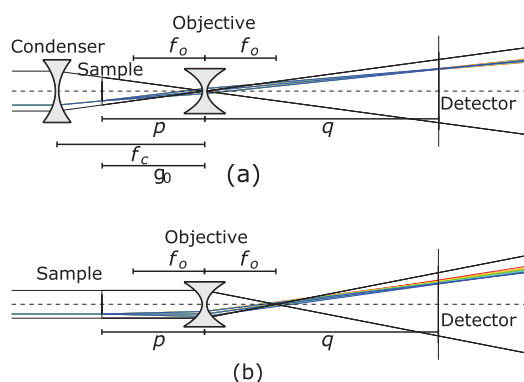 Objective
f_o f_o
Condenser
Sample
Detector
p q
f_c
g_0
(a)
Objective
f_o f_o
Sample
Detector
p q
(b)